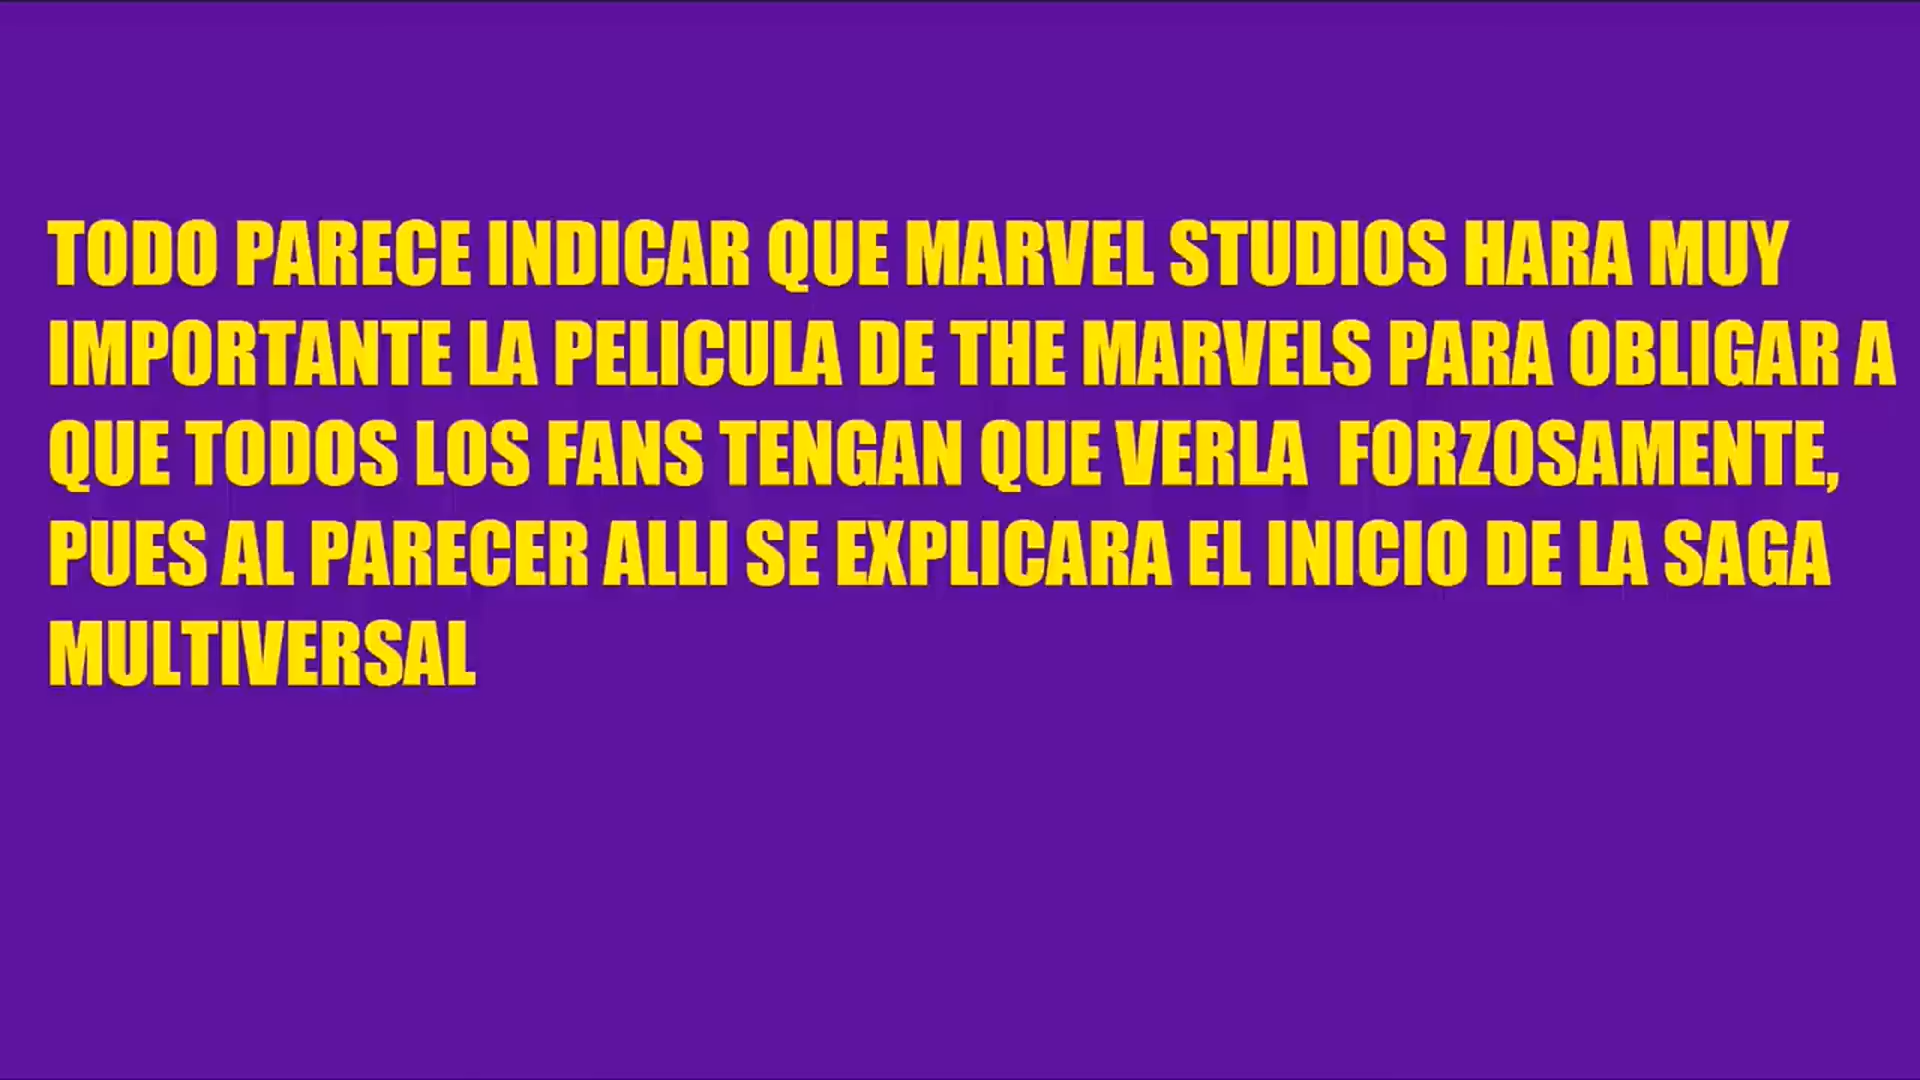 TODO PARECE INDICAR QUE MARVEL STUDIOS HARA MUY
IMPORTANTE LA PELICULA DE THE MARVELS PARA OBLIGAR A
QUE TODOS LOS FANS TENGAN QUE VERLA FORZOSAMENTE,
PUES AL PARECER ALLI SE EXPLICARA EL INICIO DE LA SAGA
MULTIVERSAL